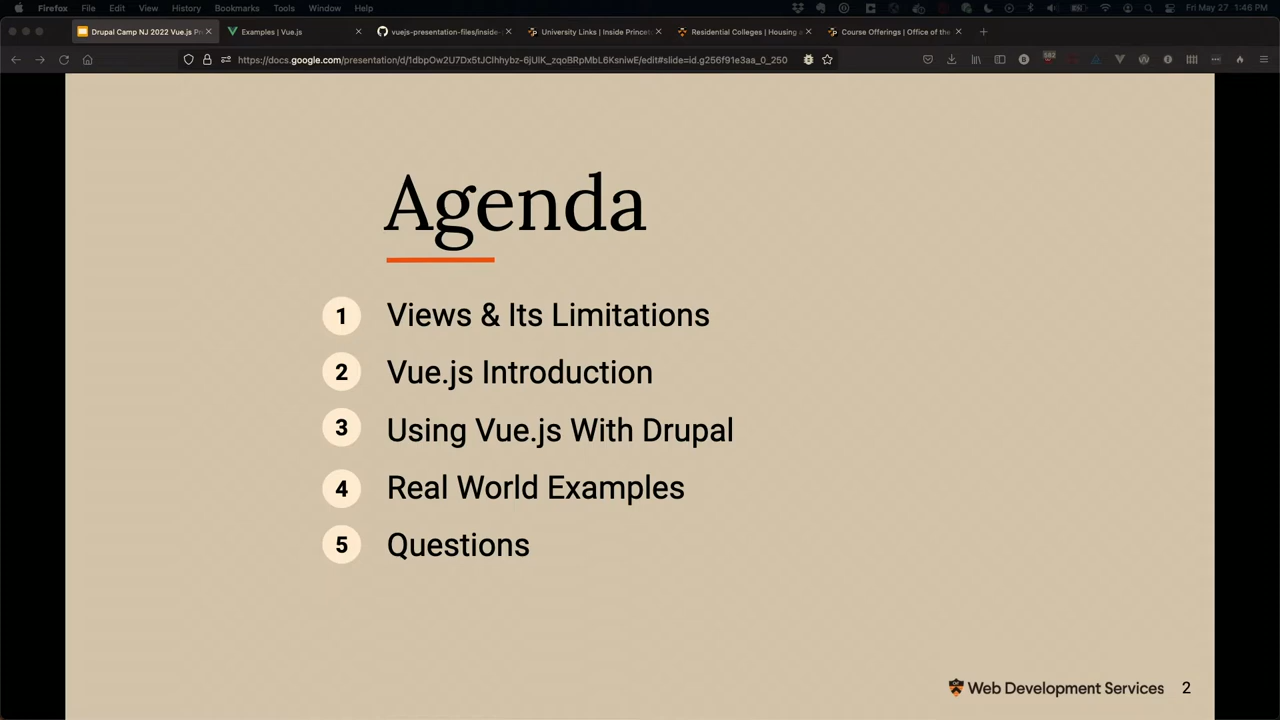 Firefox File Edit View History Bookmarks Tools Window Help Fri May 27 1:46 PM
Drupal Camp NJ 2022 Vue.js Pr Examples | Vue.js vuejs-presentation-files/inside- University Links | Inside Princet Residential Colleges | Housing a Course Offerings | Office of the
Agenda
1 Views & Its Limitations
2 Vue.js Introduction
3 Using Vue.js With Drupal
4 Real World Examples
5 Questions
Web Development Services 2